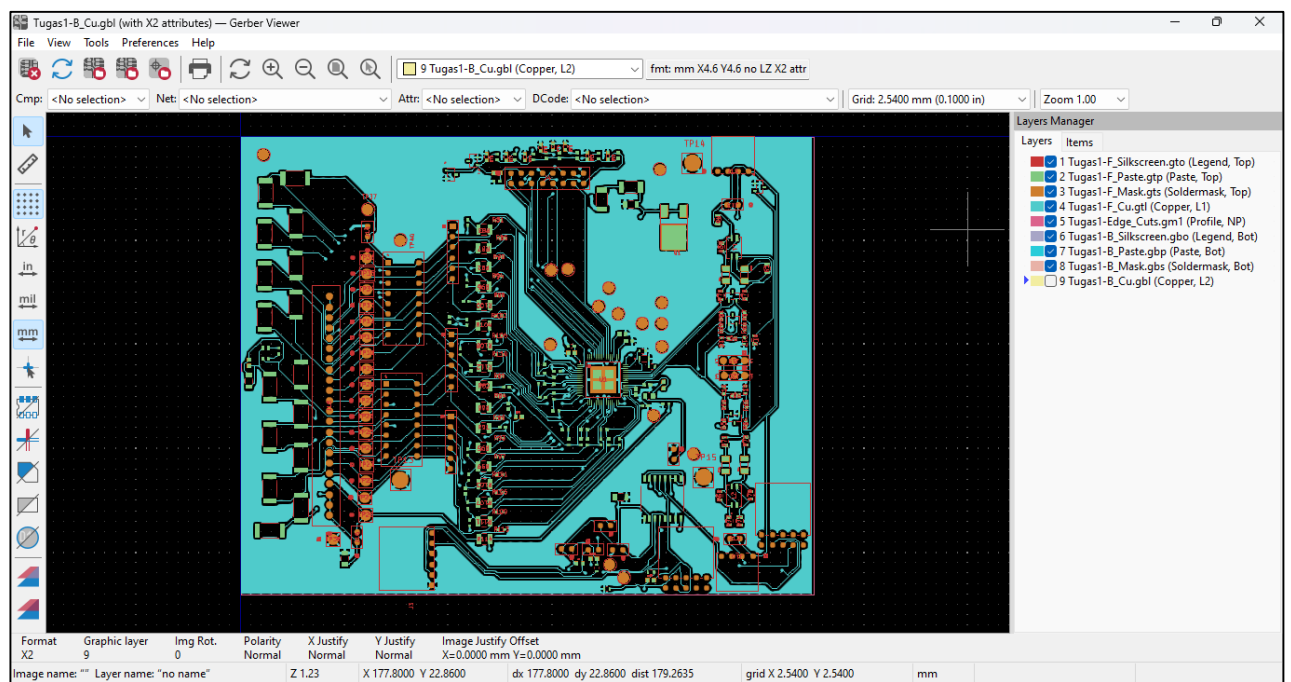 Tugas1-B_Cu.gbl (with X2 attributes) — Gerber Viewer
File View Tools Preferences Help
9 Tugas1-B_Cu.gbl (Copper, L2) fmt: mm X4.6 Y4.6 no LZ X2 attr
Cmp: <No selection> Net: <No selection> Attr: <No selection> DCode: <No selection> Grid: 2.5400 mm (0.1000 in) Zoom 1.00
in
mil
mm
TP14
TP15
J1
Layers Manager
Layers Items
1 Tugas1-F_Silkscreen.gto (Legend, Top)
2 Tugas1-F_Paste.gtp (Paste, Top)
3 Tugas1-F_Mask.gts (Soldermask, Top)
4 Tugas1-F_Cu.gtl (Copper, L1)
5 Tugas1-Edge_Cuts.gm1 (Profile, NP)
6 Tugas1-B_Silkscreen.gbo (Legend, Bot)
7 Tugas1-B_Paste.gbp (Paste, Bot)
8 Tugas1-B_Mask.gbs (Soldermask, Bot)
9 Tugas1-B_Cu.gbl (Copper, L2)
Format Graphic layer Img Rot. Polarity X Justify Y Justify Image Justify Offset
X2 9 0 Normal Normal Normal X=0.0000 mm Y=0.0000 mm
Image name: "" Layer name: "no name" Z 1.23 X 177.8000 Y 22.8600 dx 177.8000 dy 22.8600 dist 179.2635 grid X 2.5400 Y 2.5400 mm